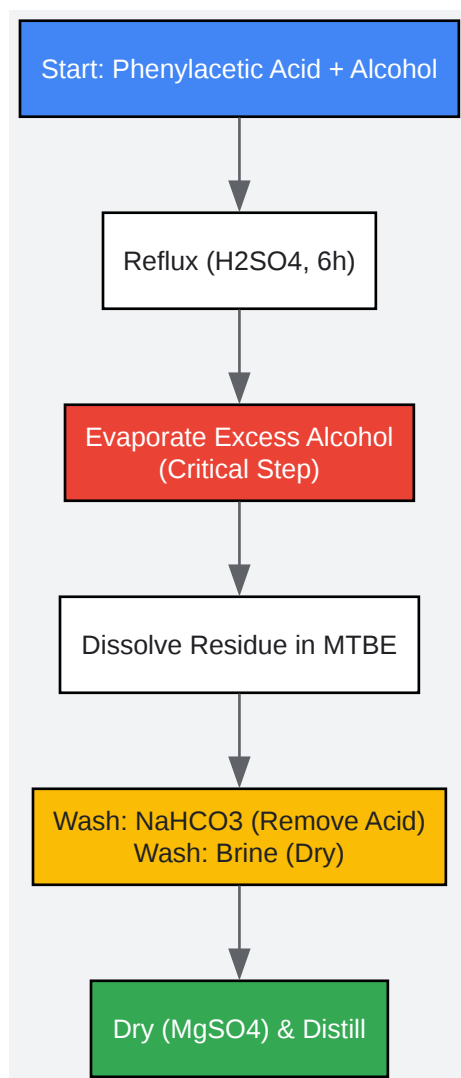 Start: Phenylacetic Acid + Alcohol
Reflux (H2SO4, 6h)
Evaporate Excess Alcohol
(Critical Step)
Dissolve Residue in MTBE
Wash: NaHCO3 (Remove Acid)
Wash: Brine (Dry)
Dry (MgSO4) & Distill